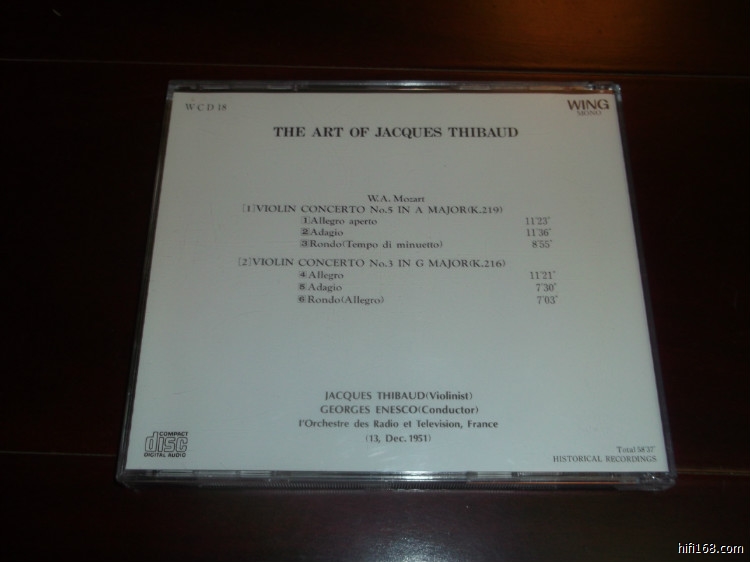 W C D 18
WING
MONO
THE ART OF JACQUES THIBAUD
W.A. Mozart
[1]VIOLIN CONCERTO No.5 IN A MAJOR(K.219)
1 Allegro aperto 11'23"
2 Adagio 11'36"
3 Rondo(Tempo di minuetto) 8'55"
[2]VIOLIN CONCERTO No.3 IN G MAJOR(K.216)
4 Allegro 11'21"
5 Adagio 7'30"
6 Rondo(Allegro) 7'03"
JACQUES THIBAUD(Violinist)
GEORGES ENESCO(Conductor)
l'Orchestre des Radio et Television, France
(13, Dec. 1951)
COMPACT
disc
DIGITAL AUDIO
Total 58'37"
HISTORICAL RECORDINGS
hifi168.com